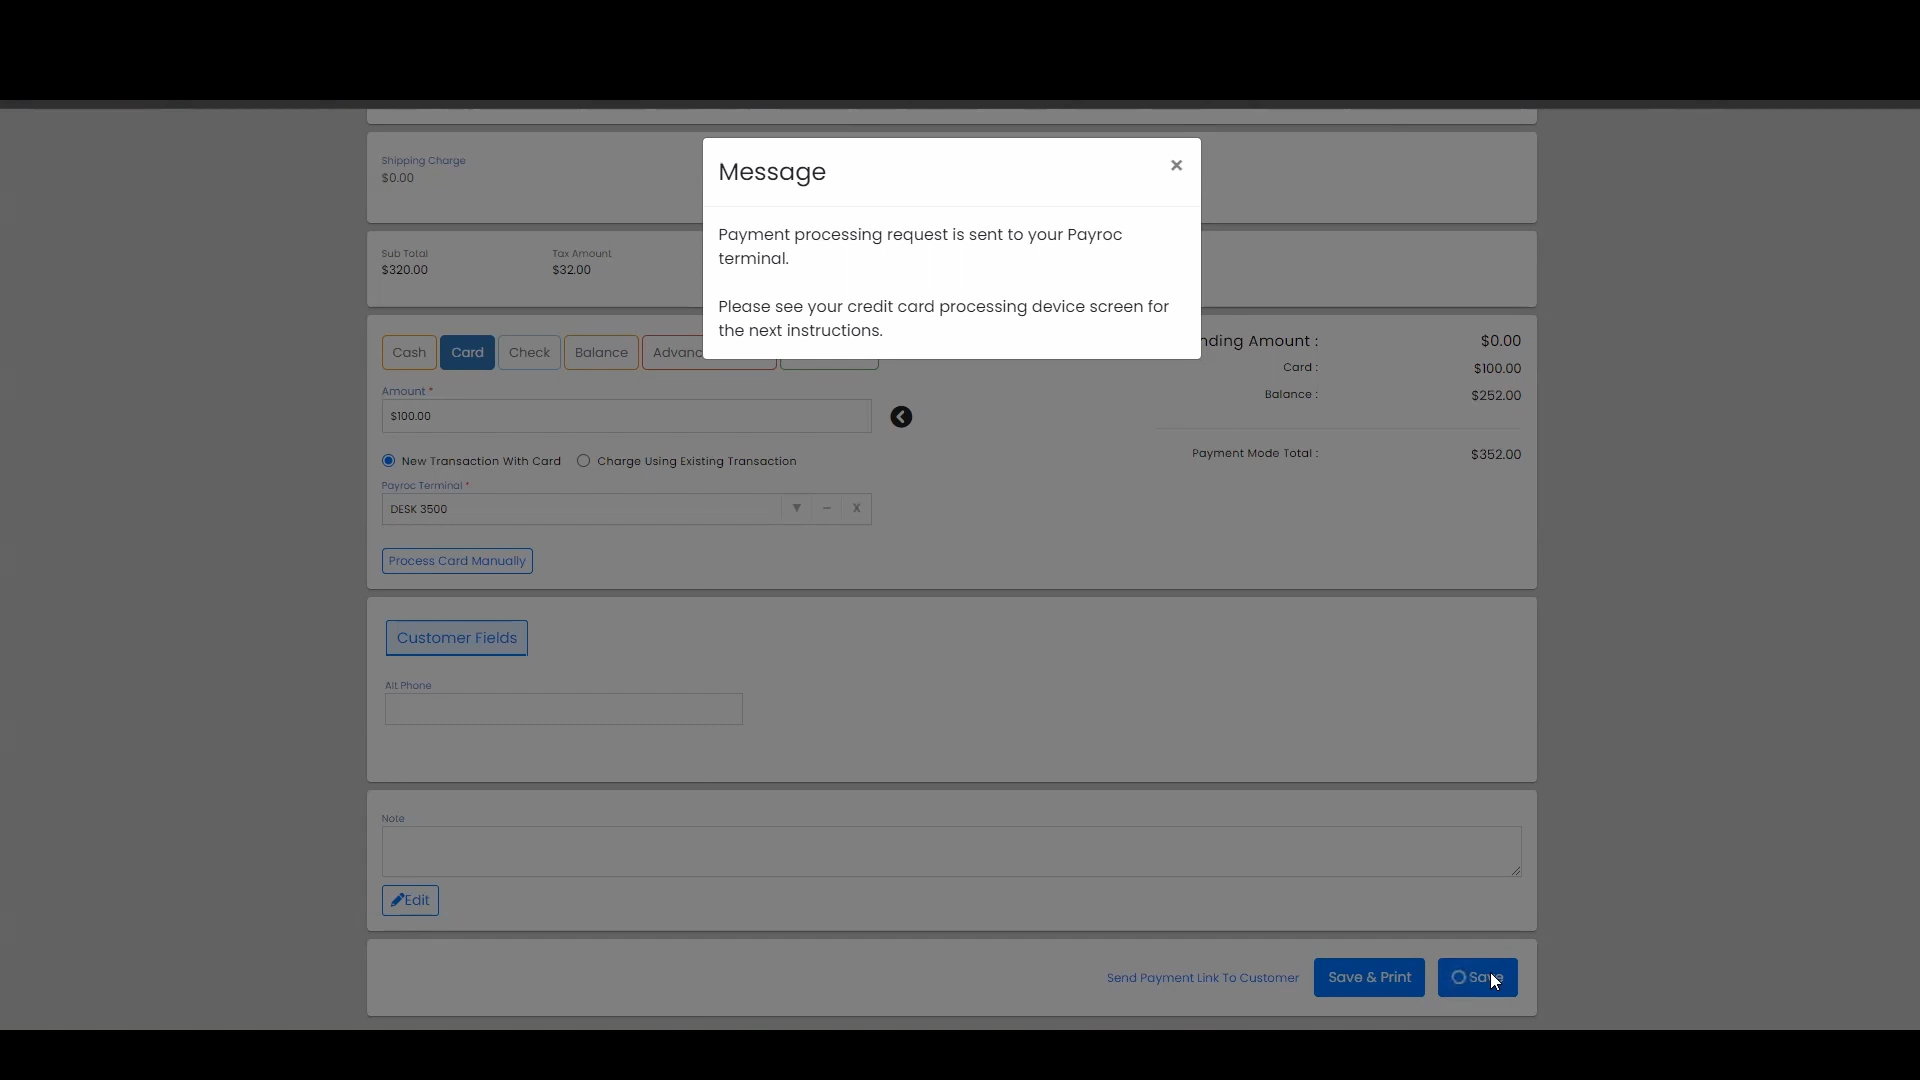 Message
×
Payment processing request is sent to your Payroc
terminal.
Please see your credit card processing device screen for
the next instructions.
Shipping Charge
$0.00
Sub Total
$320.00
Tax Amount
$32.00
Cash
Card
Check
Balance
Advanc
nding Amount :
$0.00
Card :
$100.00
Balance :
$252.00
Payment Mode Total :
$352.00
Amount *
$100.00
New Transaction With Card
Charge Using Existing Transaction
Payroc Terminal *
DESK 3500
X
Process Card Manually
Customer Fields
Alt Phone
Note
Edit
Send Payment Link To Customer
Save & Print
Save